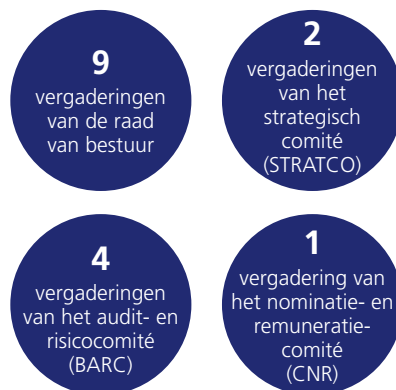 9
vergaderingen
van de raad
van bestuur
2
vergaderingen
van het
strategisch
comité
(STRATCO)
4
vergaderingen
van het audit- en
risicocomité
(BARC)
1
vergadering van
het nominatie- en
remuneratie-
comité
(CNR)